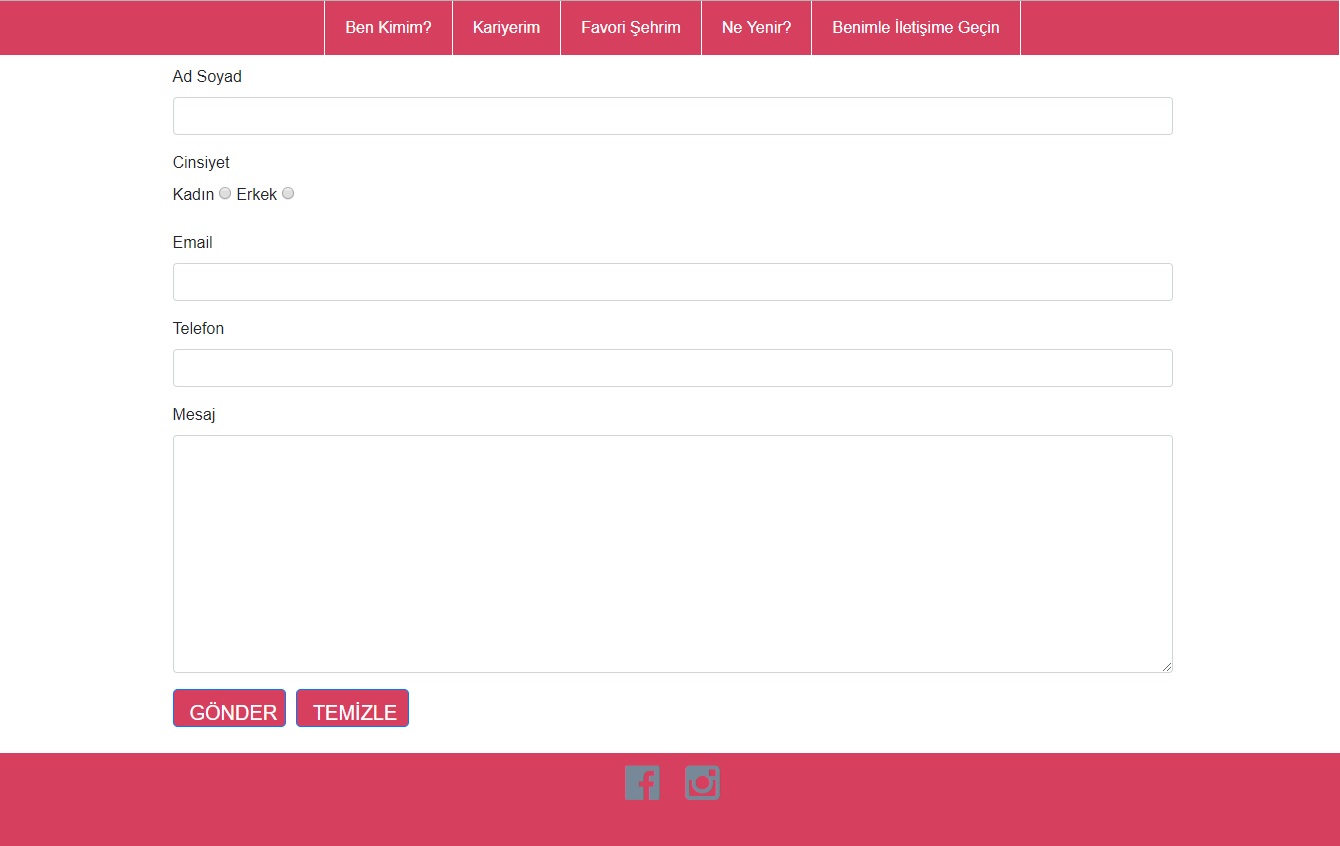 Ben Kimim? Kariyerim Favori Şehrim Ne Yenir? Benimle İletişime Geçin
Ad Soyad
Cinsiyet
Kadın Erkek
Email
Telefon
Mesaj
GÖNDER TEMİZLE